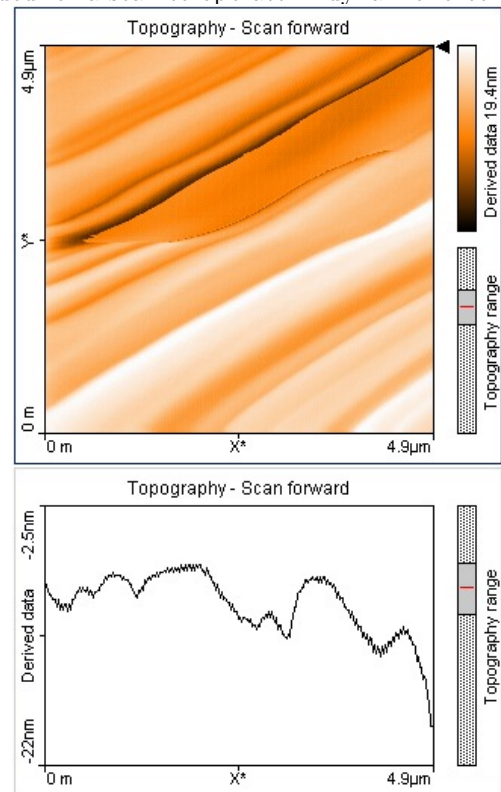 Topography - Scan forward
4.9µm
Y*
0 m
0 m
X*
4.9µm
Derived data 19.4nm
Topography range
Topography - Scan forward
-2.5nm
Derived data
-22nm
0 m
X*
4.9µm
Topography range